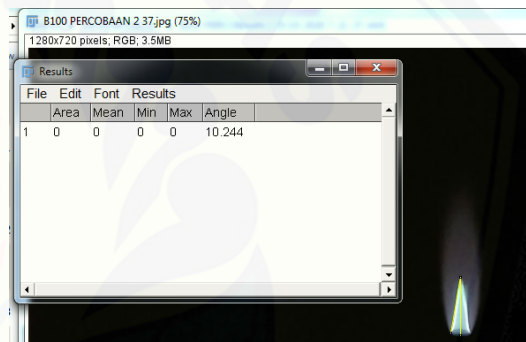 B100 PERCOBAAN 2 37.jpg (75%)
1280x720 pixels; RGB; 3.5MB
Results
File Edit Font Results
Area Mean Min Max Angle
1 0 0 0 0 10.244